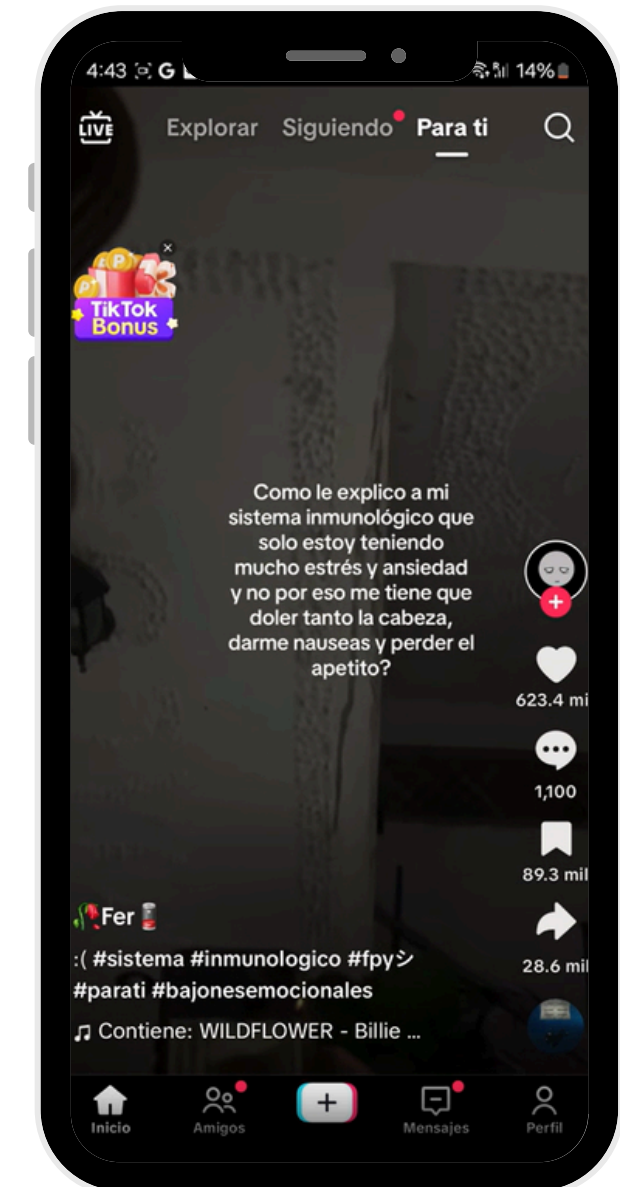 4:43 G 14%
LIVE Explorar Siguiendo Para ti
TikTok
Bonus
Como le explico a mi
sistema inmunológico que
solo estoy teniendo
mucho estrés y ansiedad
y no por eso me tiene que
doler tanto la cabeza,
darme nauseas y perder el
apetito?
623.4 mi
1,100
89.3 mil
28.6 mil
🥀Fer🥫
:( #sistema #inmunologico #fpyシ
#parati #bajonesemocionales
♫ Contiene: WILDFLOWER - Billie ...
Inicio Amigos Mensajes Perfil